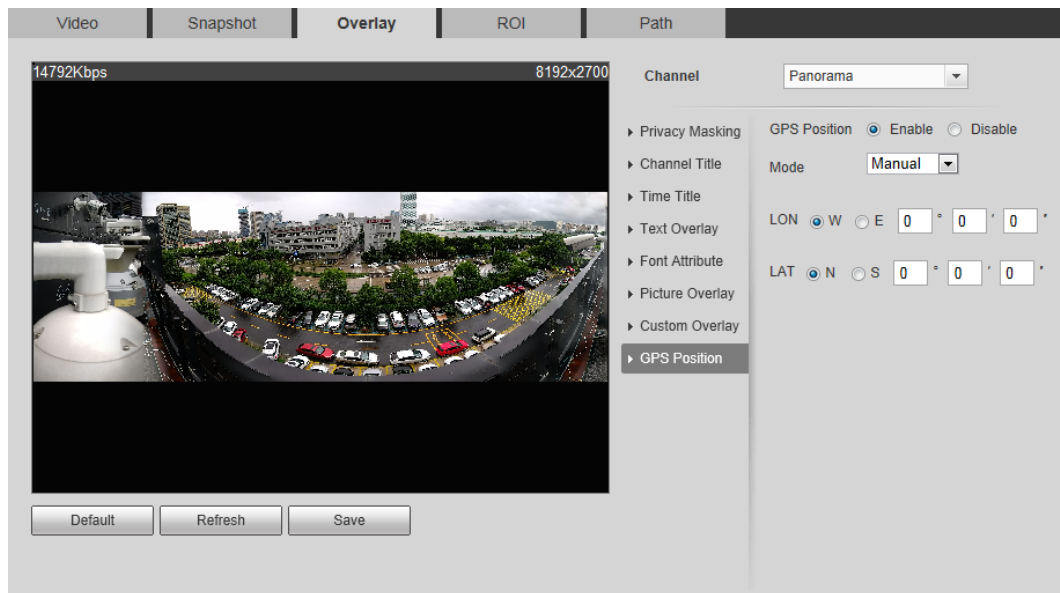 Video Snapshot Overlay ROI Path
14792Kbps 8192x2700
Channel Panorama
Privacy Masking
Channel Title
Time Title
Text Overlay
Font Attribute
Picture Overlay
Custom Overlay
GPS Position
GPS Position Enable Disable
Mode Manual
LON W E 0 ° 0 ′ 0 ″
LAT N S 0 ° 0 ′ 0 ″
Default Refresh Save